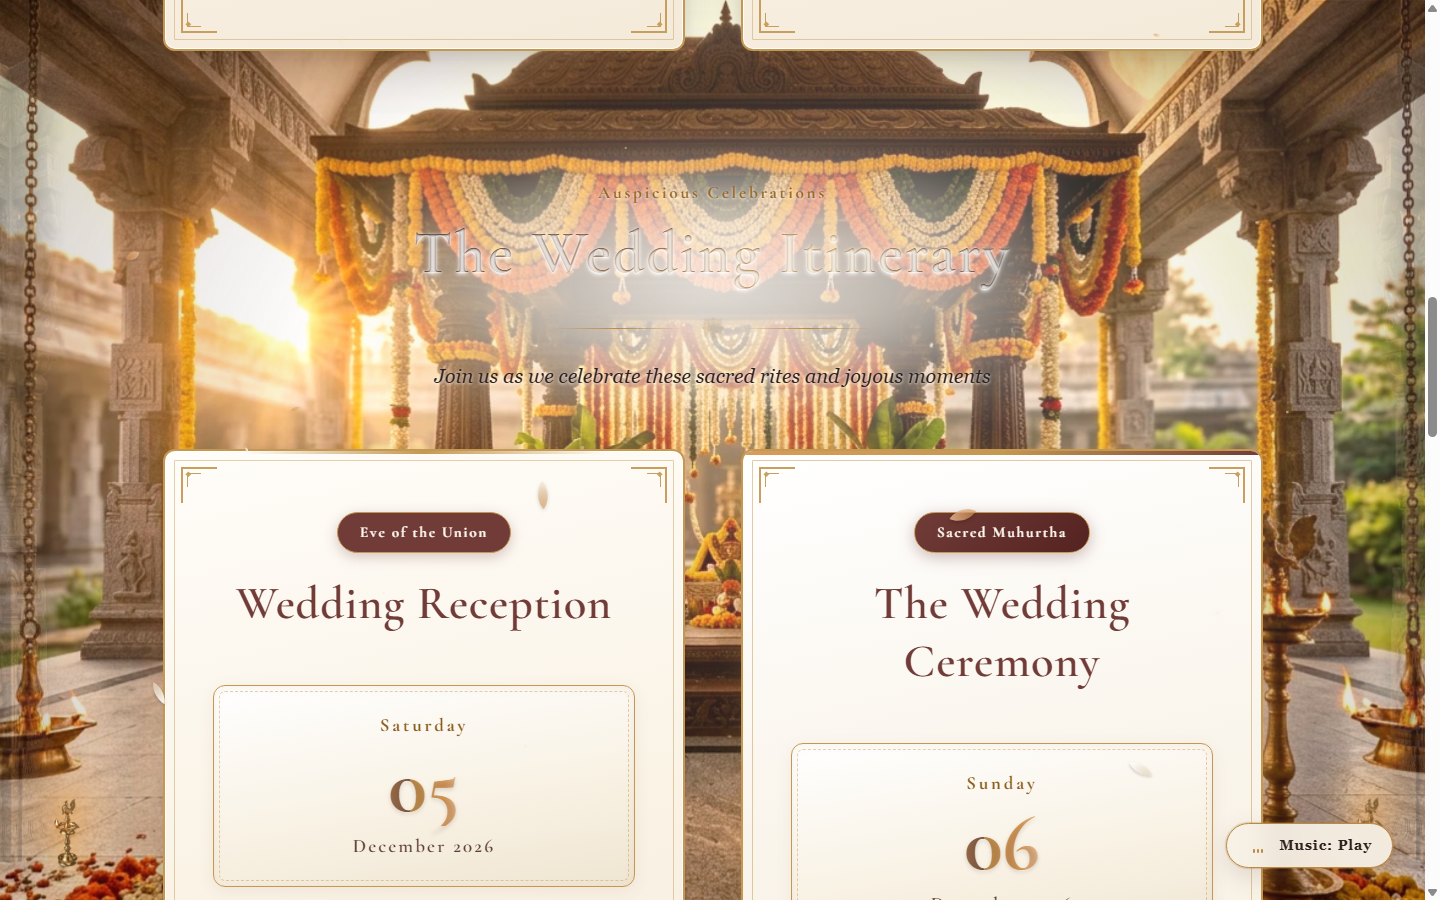 Auspicious Celebrations
The Wedding Itinerary
Join us as we celebrate these sacred rites and joyous moments
Eve of the Union
Wedding Reception
Saturday
05
December 2026
Sacred Muhurtha
The Wedding
Ceremony
Sunday
06
Music: Play